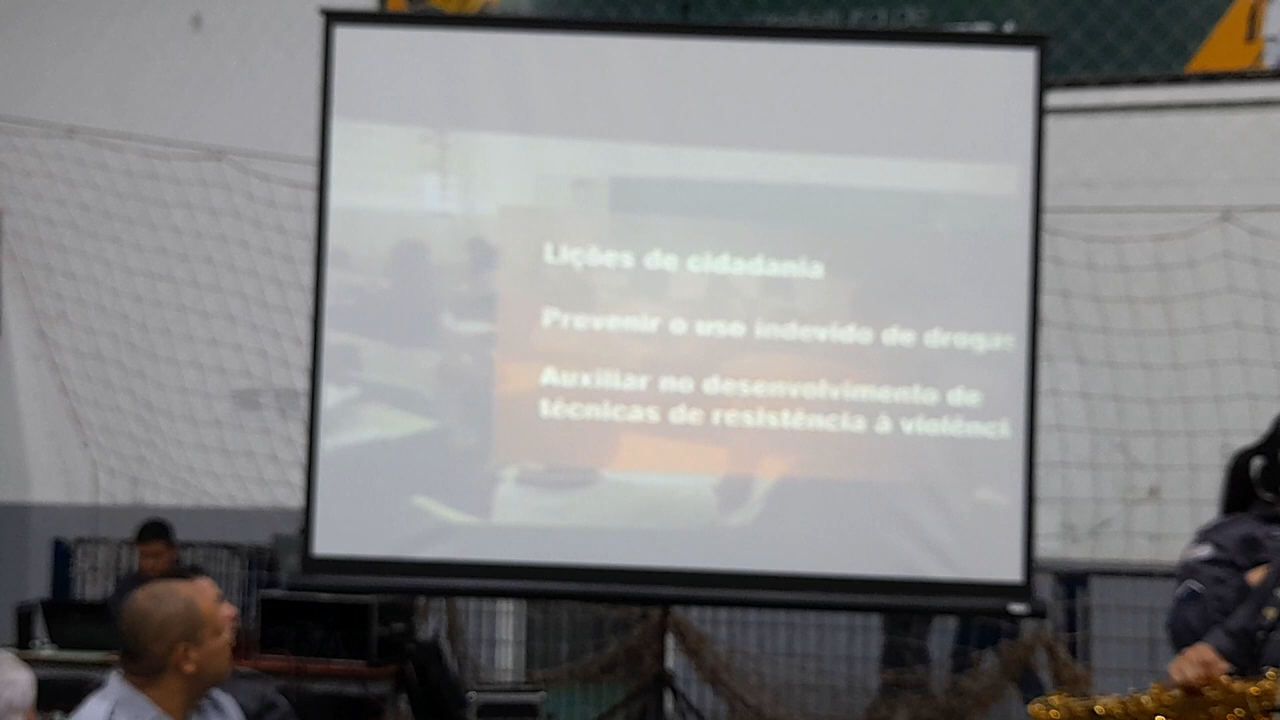 Lições de cidadania
Prevenir o uso indevido de drogas
Auxiliar no desenvolvimento de
técnicas de resistência à violênci